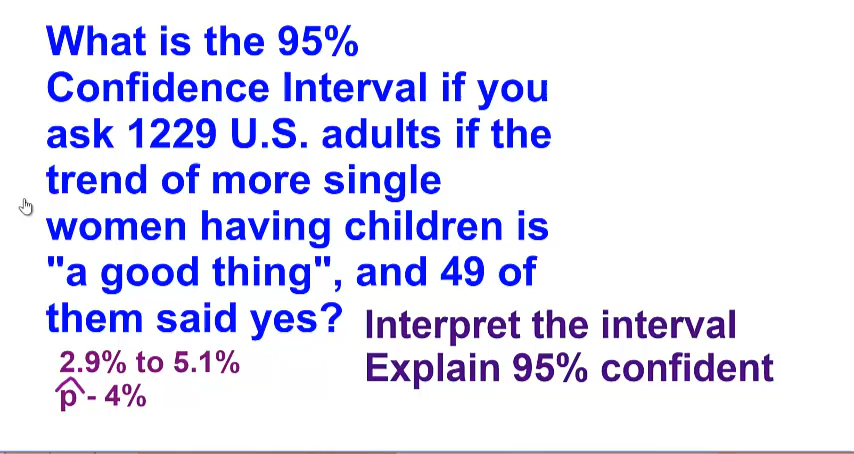 What is the 95%
Confidence Interval if you
ask 1229 U.S. adults if the
trend of more single
women having children is
"a good thing", and 49 of
them said yes?
Interpret the interval
Explain 95% confident
2.9% to 5.1%
p̂ - 4%